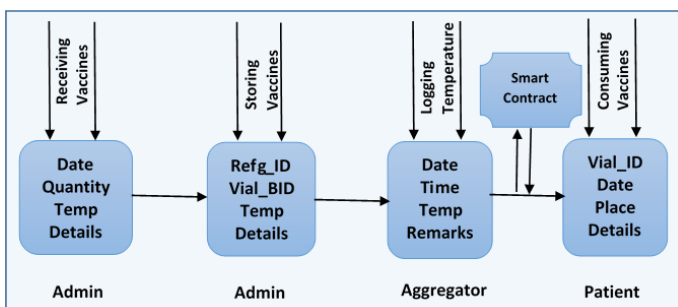 Receiving
Vaccines
Storing
Vaccines
Logging
Temperature
Smart
Contract
Consuming
Vaccines
Date
Quantity
Temp
Details
Refg_ID
Vial_BID
Temp
Details
Date
Time
Temp
Remarks
Vial_ID
Date
Place
Details
Admin
Admin
Aggregator
Patient